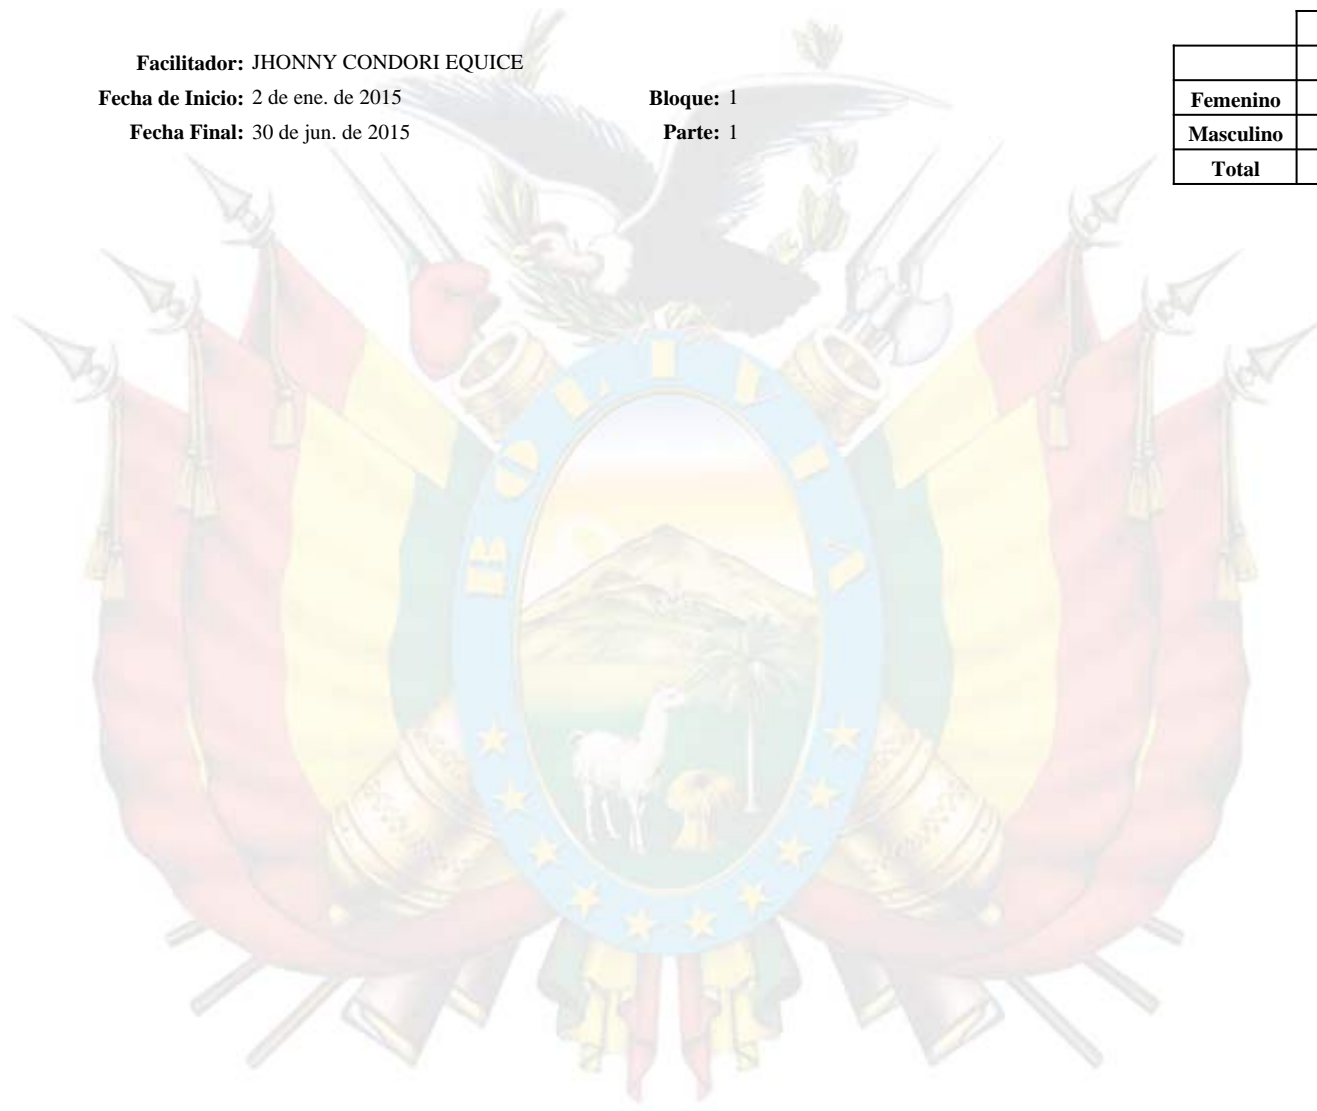 Facilitador: JHONNY CONDORI EQUICE
Fecha de Inicio: 2 de ene. de 2015 Bloque: 1
Fecha Final: 30 de jun. de 2015 Parte: 1
Femenino
Masculino
Total
BOLIVIA